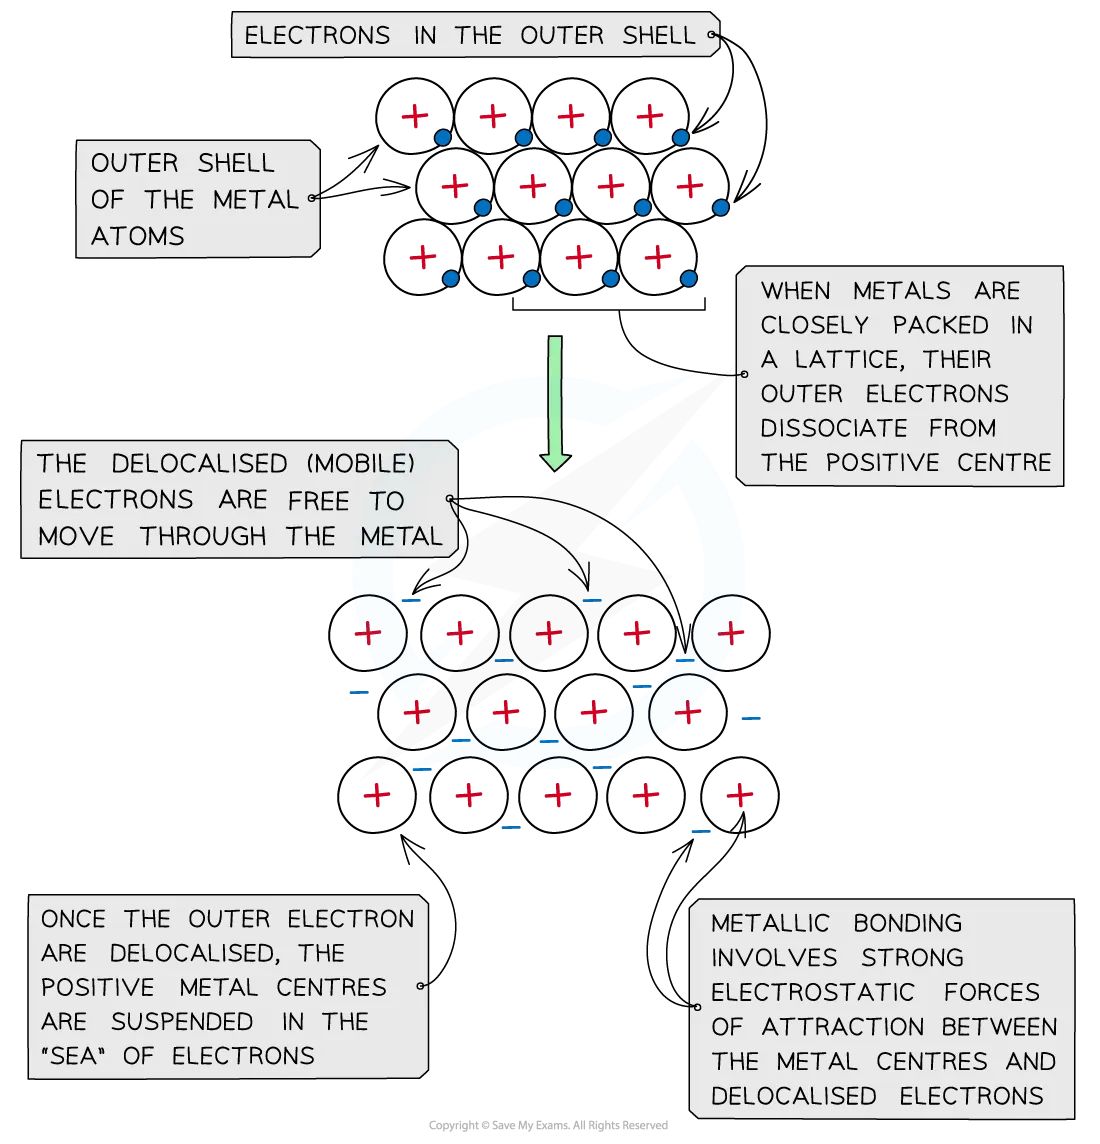 ELECTRONS IN THE OUTER SHELL
OUTER SHELL
OF THE METAL
ATOMS
WHEN METALS ARE
CLOSELY PACKED IN
A LATTICE, THEIR
OUTER ELECTRONS
DISSOCIATE FROM
THE POSITIVE CENTRE
THE DELOCALISED (MOBILE)
ELECTRONS ARE FREE TO
MOVE THROUGH THE METAL
ONCE THE OUTER ELECTRON
ARE DELOCALISED, THE
POSITIVE METAL CENTRES
ARE SUSPENDED IN THE
"SEA" OF ELECTRONS
METALLIC BONDING
INVOLVES STRONG
ELECTROSTATIC FORCES
OF ATTRACTION BETWEEN
THE METAL CENTRES AND
DELOCALISED ELECTRONS
Copyright © Save My Exams. All Rights Reserved